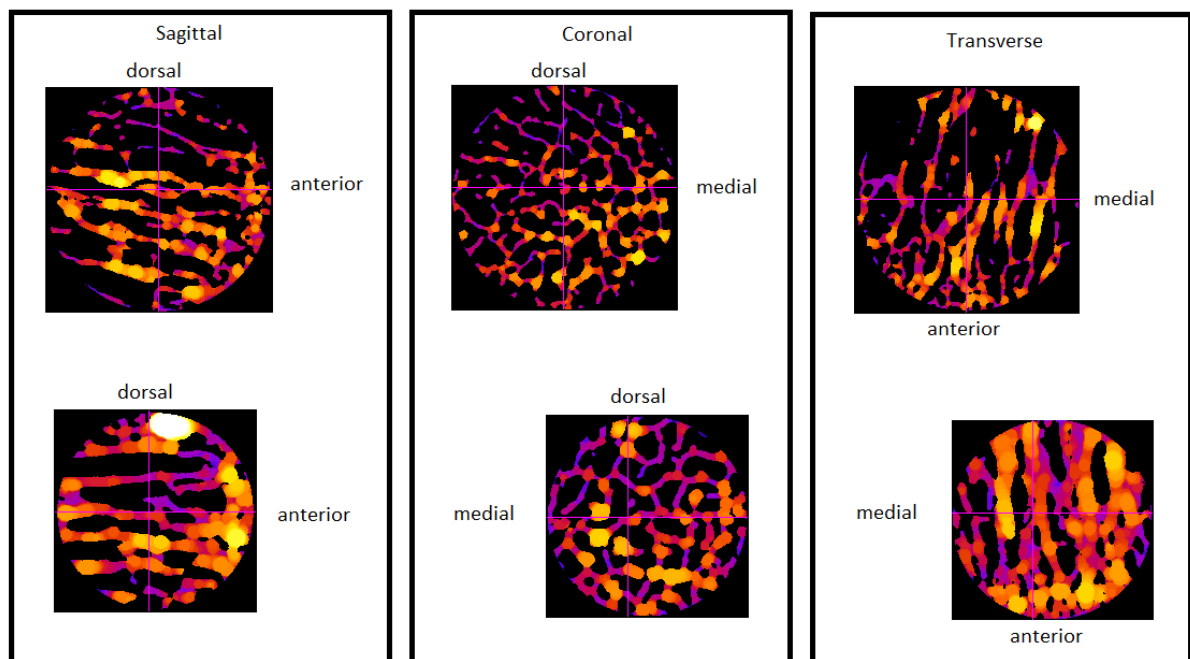 Sagittal
dorsal
anterior
dorsal
anterior
Coronal
dorsal
medial
dorsal
medial
Transverse
medial
anterior
medial
anterior